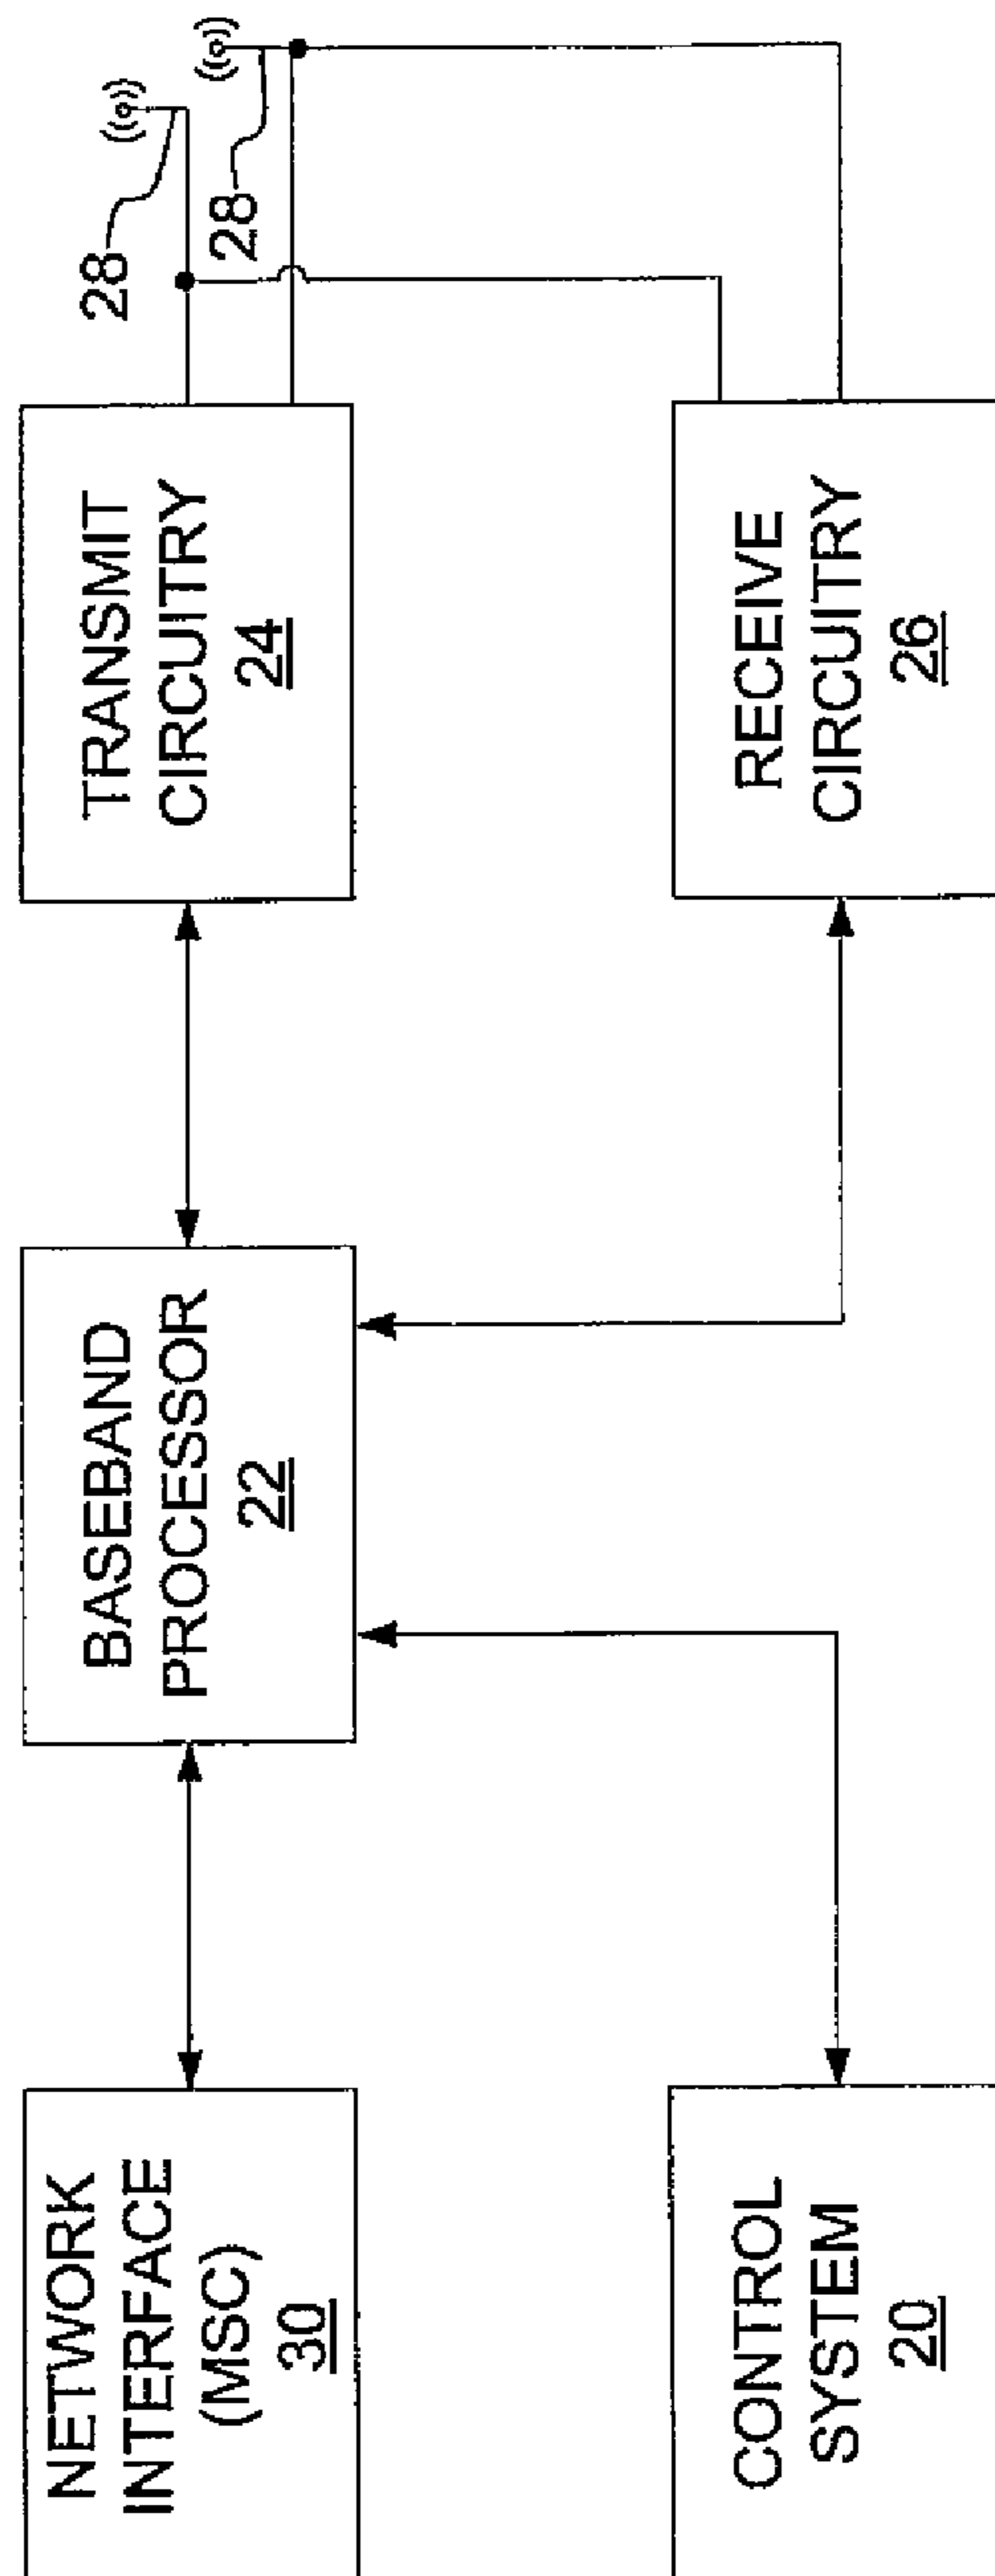 NETWORK
INTERFACE
(MSC)
30
BASEBAND
PROCESSOR
22
TRANSMIT
CIRCUITRY
24
28
28
CONTROL
SYSTEM
20
RECEIVE
CIRCUITRY
26